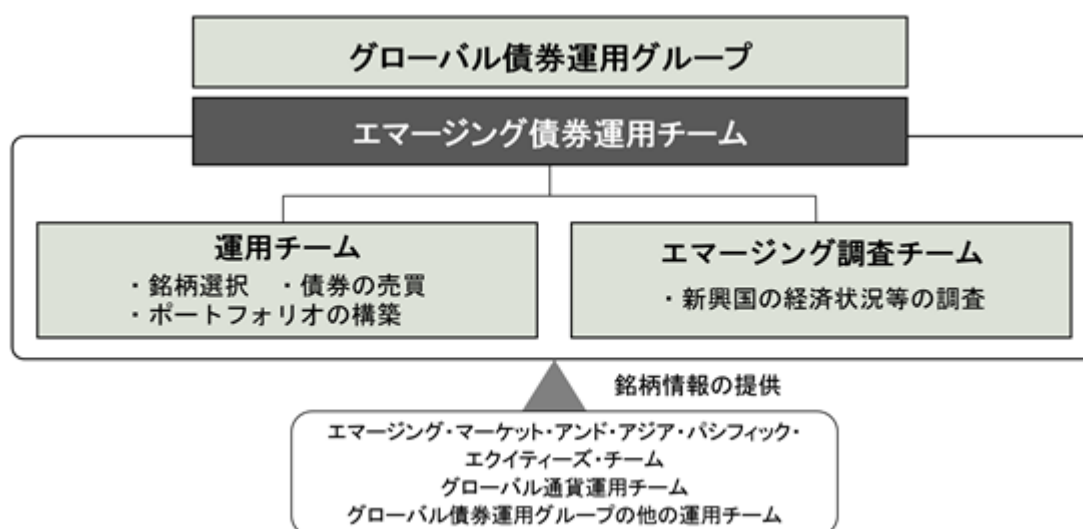 グローバル債券運用グループ
エマージング債券運用チーム
運用チーム
・銘柄選択　・債券の売買
・ポートフォリオの構築
エマージング調査チーム
・新興国の経済状況等の調査
銘柄情報の提供
エマージング・マーケット・アンド・アジア・パシフィック・
エクイティーズ・チーム
グローバル通貨運用チーム
グローバル債券運用グループの他の運用チーム